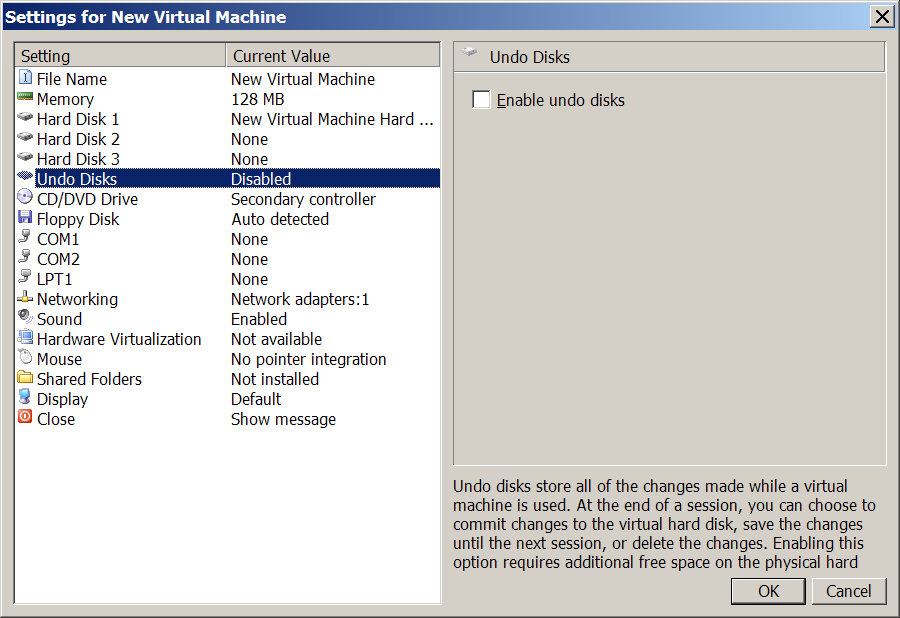 Settings for New Virtual Machine
Setting Current Value
File Name New Virtual Machine
Memory 128 MB
Hard Disk 1 New Virtual Machine Hard ...
Hard Disk 2 None
Hard Disk 3 None
Undo Disks Disabled
CD/DVD Drive Secondary controller
Floppy Disk Auto detected
COM1 None
COM2 None
LPT1 None
Networking Network adapters:1
Sound Enabled
Hardware Virtualization Not available
Mouse No pointer integration
Shared Folders Not installed
Display Default
Close Show message
Undo Disks
Enable undo disks
Undo disks store all of the changes made while a virtual
machine is used. At the end of a session, you can choose to
commit changes to the virtual hard disk, save the changes
until the next session, or delete the changes. Enabling this
option requires additional free space on the physical hard
OK Cancel